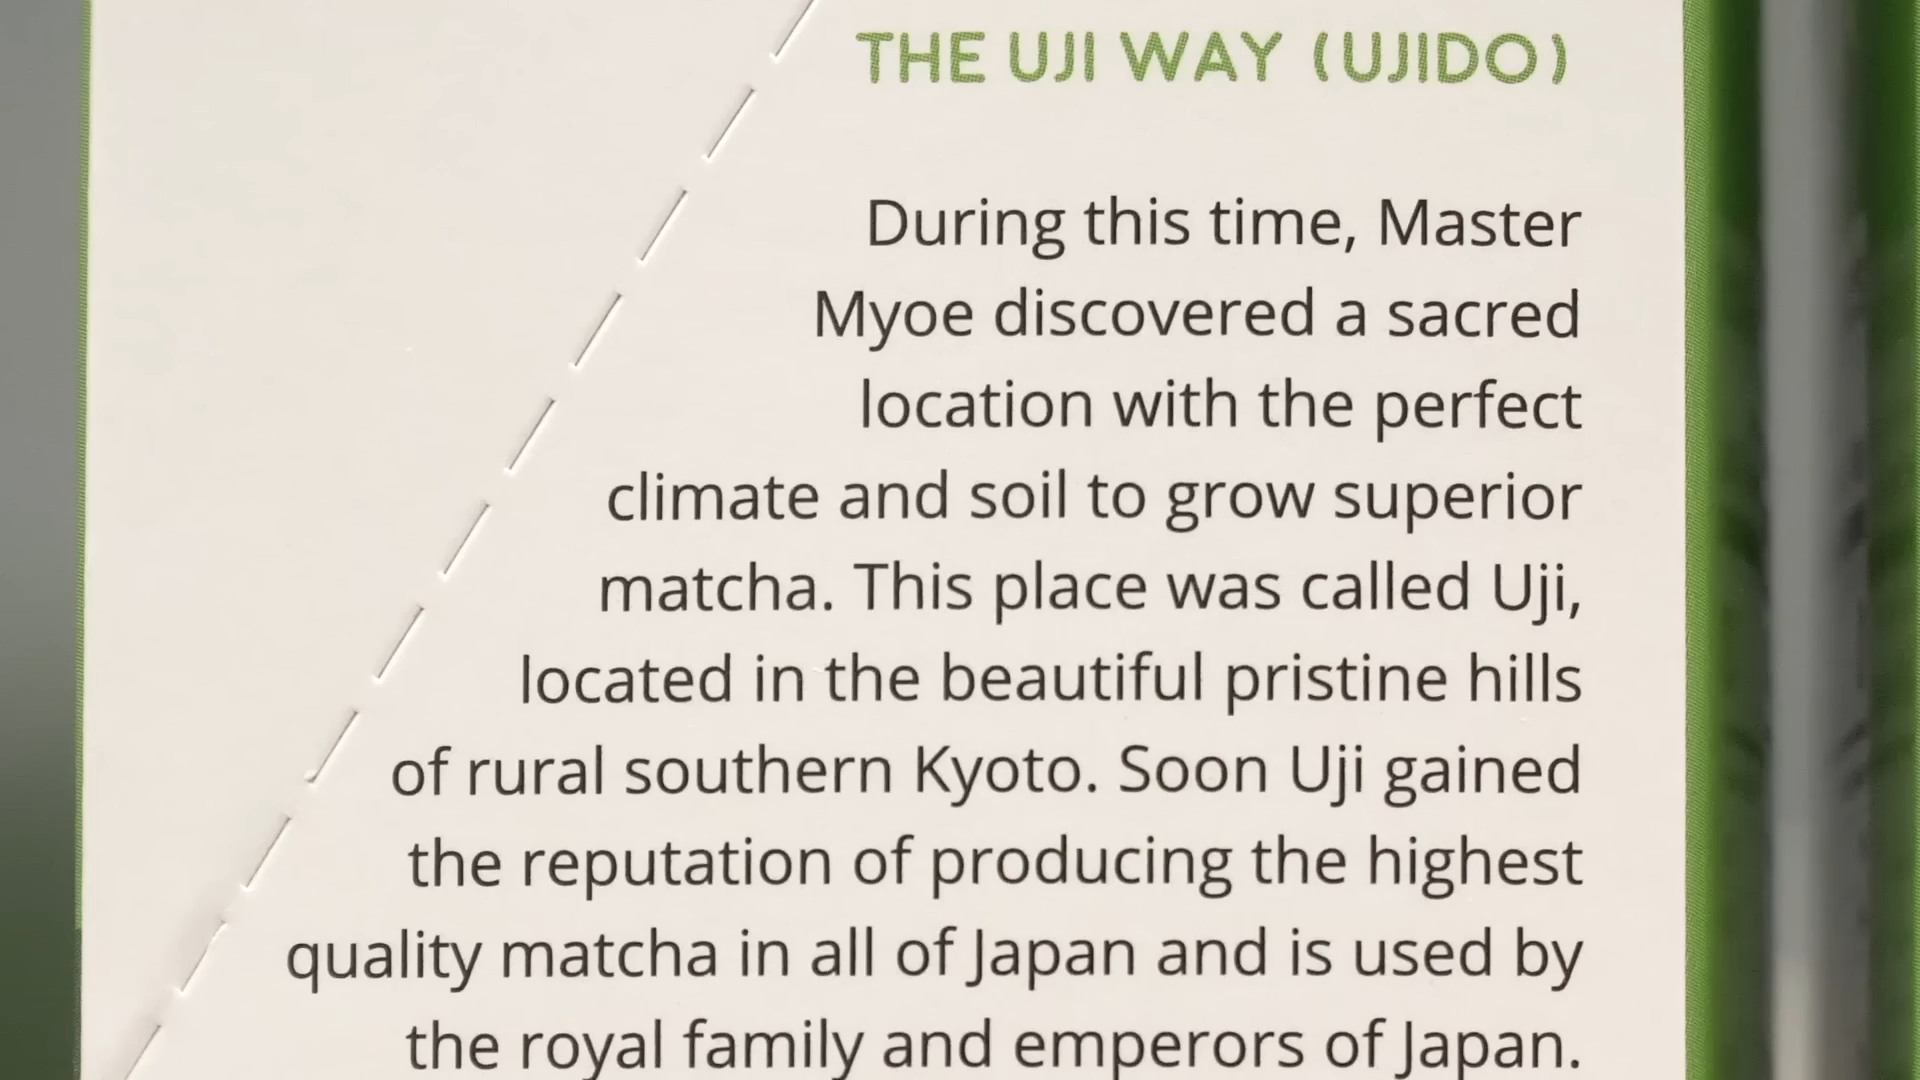 THE UJI WAY (UJIDO)
During this time, Master
Myoe discovered a sacred
location with the perfect
climate and soil to grow superior
matcha. This place was called Uji,
located in the beautiful pristine hills
of rural southern Kyoto. Soon Uji gained
the reputation of producing the highest
quality matcha in all of Japan and is used by
the royal family and emperors of Japan.